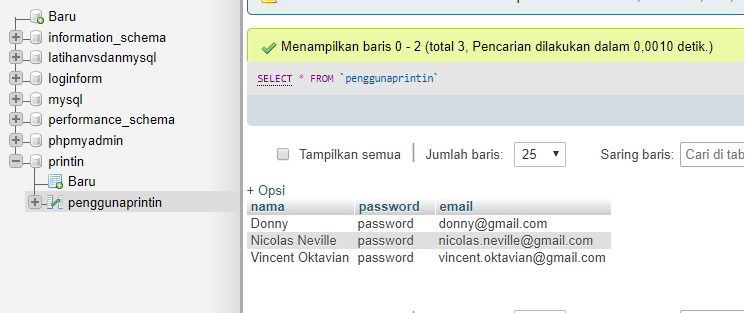 Baru
information_schema
latihanvsdanmysql
loginform
mysql
performance_schema
phpmyadmin
printin
Baru
penggunaprintin
Menampilkan baris 0 - 2 (total 3, Pencarian dilakukan dalam 0,0010 detik.)
SELECT * FROM `penggunaprintin`
Tampilkan semua | Jumlah baris: 25 Saring baris: Cari di tab
+ Opsi
nama password email
Donny password donny@gmail.com
Nicolas Neville password nicolas.neville@gmail.com
Vincent Oktavian password vincent.oktavian@gmail.com